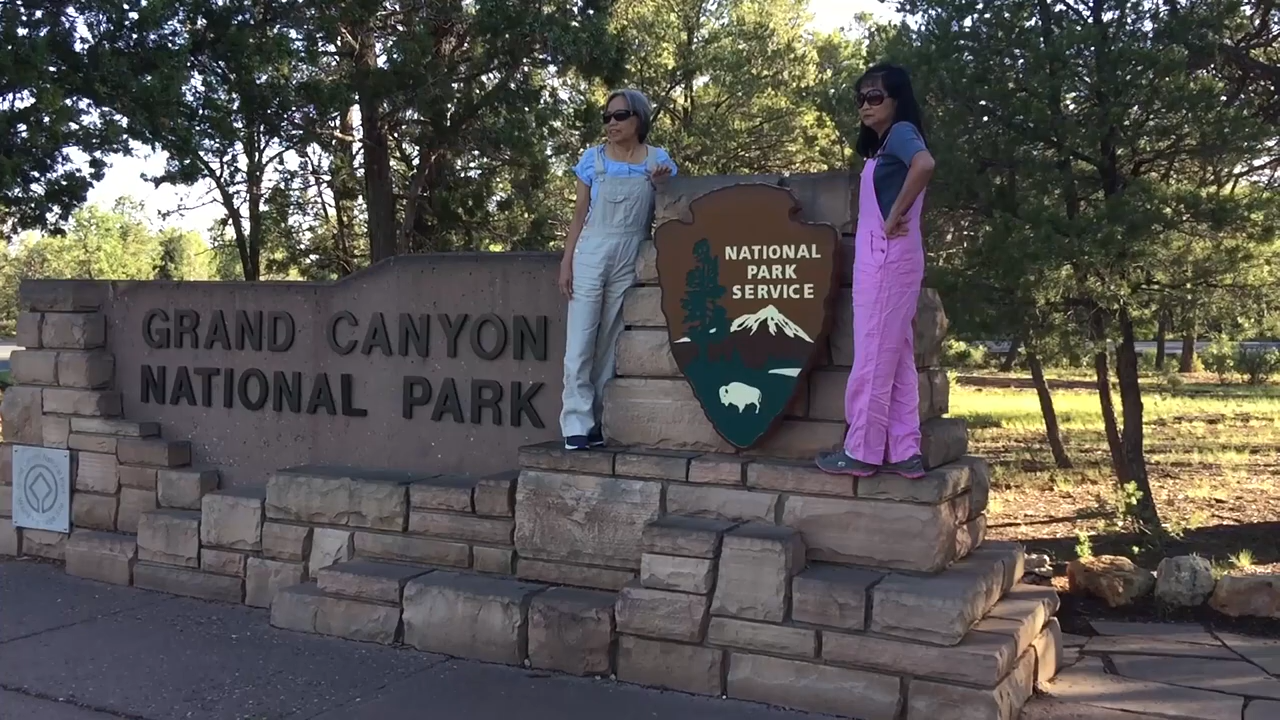 GRAND CANYON
NATIONAL PARK
NATIONAL
PARK
SERVICE